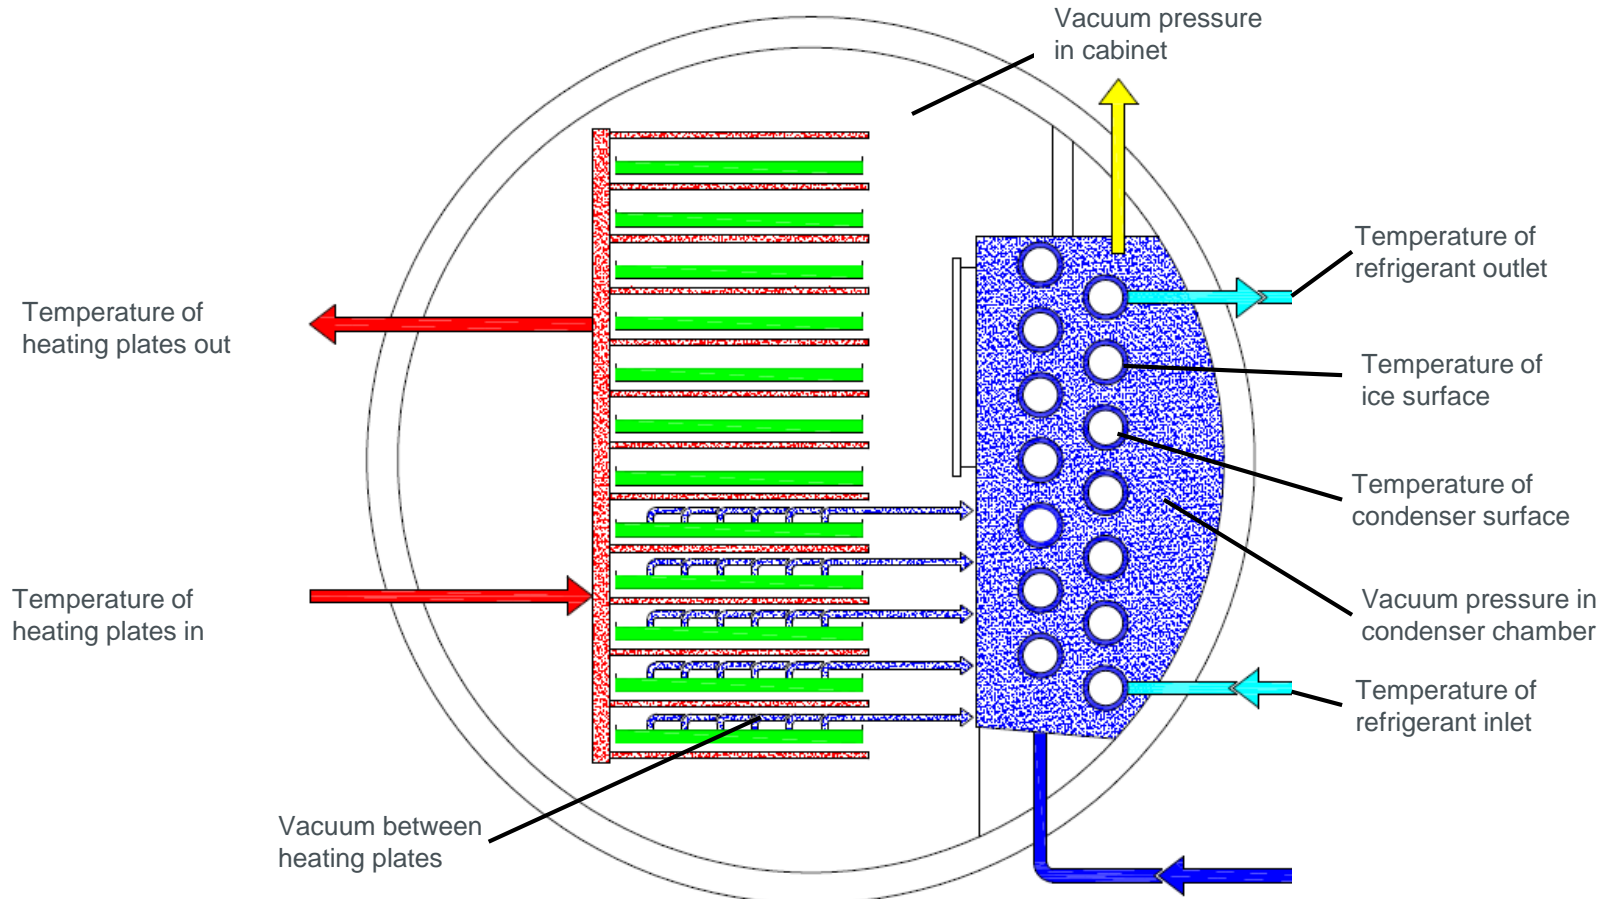 Vacuum pressure
in cabinet
Temperature of
refrigerant outlet
Temperature of
heating plates out
Temperature of
ice surface
Temperature of
condenser surface
Temperature of
heating plates in
Vacuum pressure in
condenser chamber
Temperature of
refrigerant inlet
Vacuum between
heating plates